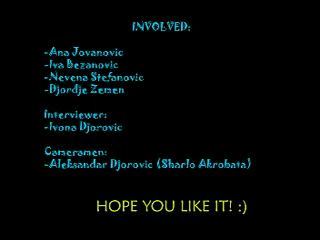 INVOLVED:
-Ana Jovanovic
-Iva Bezanovic
-Nevena Stefanovic
-Djordje Zemen
Interviewer:
-Ivona Djorovic
Cameramen:
-Aleksandar Djorovic (Sharlo Akrobata)
HOPE YOU LIKE IT! :)